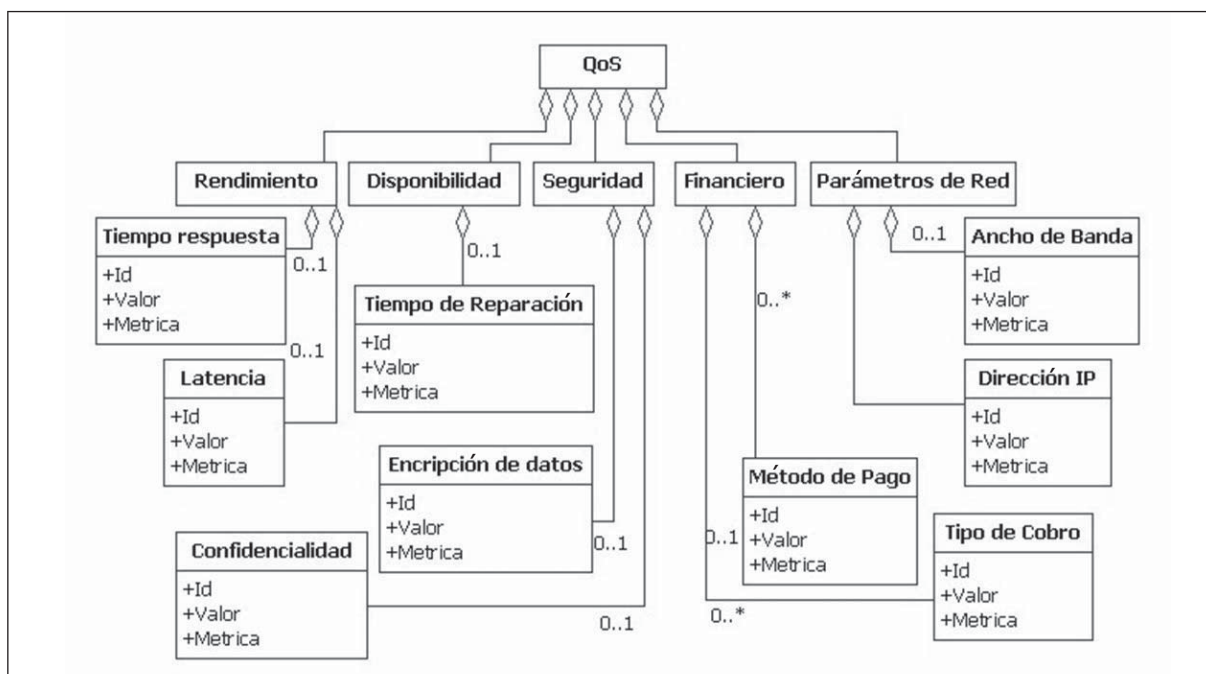 QoS
Rendimiento
Disponibilidad
Seguridad
Financiero
Parámetros de Red
Tiempo respuesta
+Id
+Valor
+Metrica
0..1
0..1
Latencia
+Id
+Valor
+Metrica
0..1
Tiempo de Reparación
+Id
+Valor
+Metrica
Encripción de datos
+Id
+Valor
+Metrica
0..1
Confidencialidad
+Id
+Valor
+Metrica
0..1
0..*
Método de Pago
+Id
+Valor
+Metrica
0..1
0..*
Tipo de Cobro
+Id
+Valor
+Metrica
0..1
Ancho de Banda
+Id
+Valor
+Metrica
Dirección IP
+Id
+Valor
+Metrica